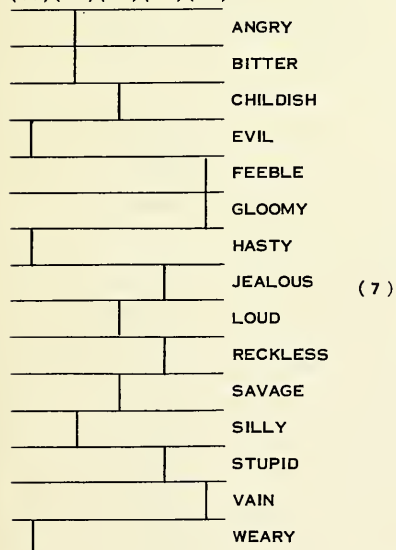 ANGRY
BITTER
CHILDISH
EVIL
FEEBLE
GLOOMY
HASTY
JEALOUS (7)
LOUD
RECKLESS
SAVAGE
SILLY
STUPID
VAIN
WEARY